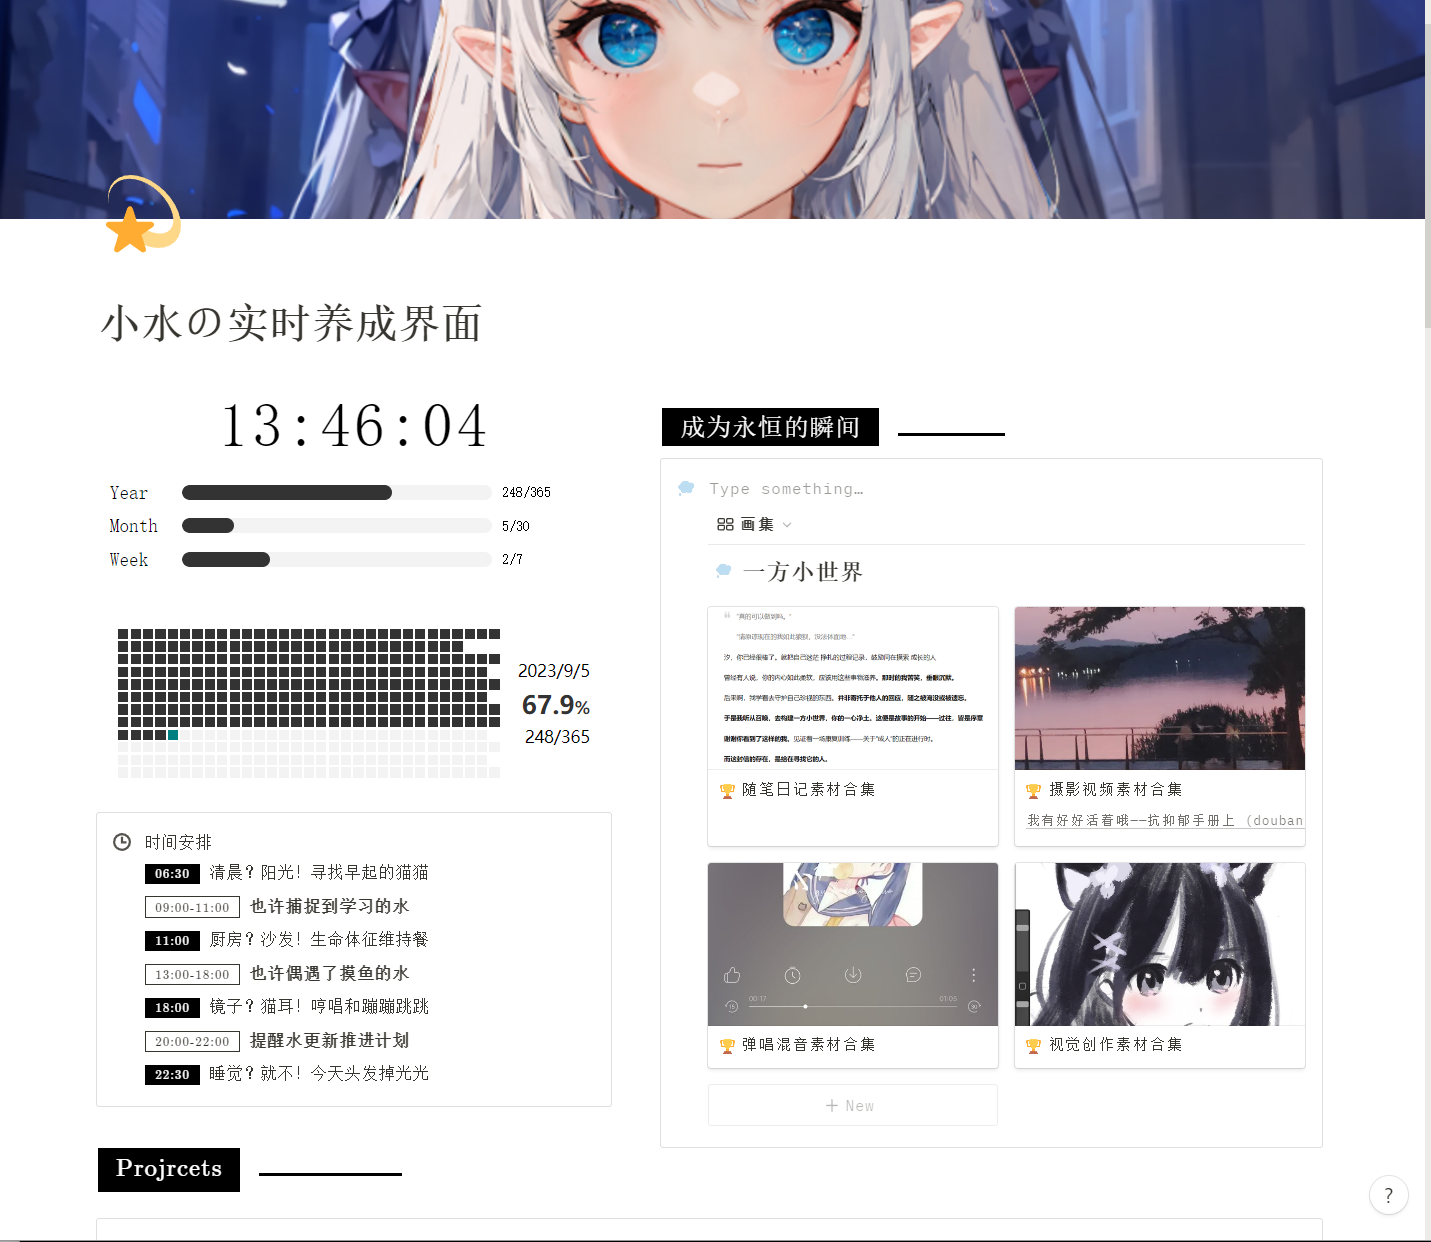 小水の实时养成界面
13:46:04
Year 248/365
Month 5/30
Week 2/7
2023/9/5
67.9%
248/365
时间安排
06:30 清晨？阳光！寻找早起的猫猫
09:00-11:00 也许捕捉到学习的水
11:00 厨房？沙发！生命体征维持餐
13:00-18:00 也许偶遇了摸鱼的水
18:00 镜子？猫耳！哼唱和蹦蹦跳跳
20:00-22:00 提醒水更新推进计划
22:30 睡觉？就不！今天头发掉光光
Projrcets
成为永恒的瞬间
Type something…
画集
一方小世界
"真的可以做到吗。"
随笔日记素材合集
摄影视频素材合集
我有好好活着哦——抗抑郁手册上 (douban
00:17 01:05
15 30
弹唱混音素材合集
视觉创作素材合集
+ New
?